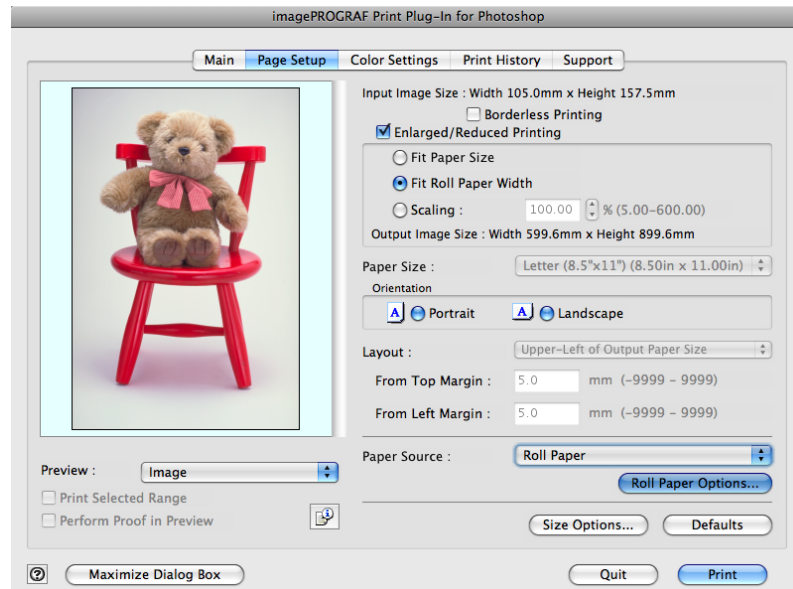 imagePROGRAF Print Plug-In for Photoshop
Main Page Setup Color Settings Print History Support
Input Image Size : Width 105.0mm x Height 157.5mm
Borderless Printing
Enlarged/Reduced Printing
Fit Paper Size
Fit Roll Paper Width
Scaling : 100.00 % (5.00-600.00)
Output Image Size : Width 599.6mm x Height 899.6mm
Paper Size : Letter (8.5"x11") (8.50in x 11.00in)
Orientation
A Portrait A Landscape
Layout : Upper-Left of Output Paper Size
From Top Margin : 5.0 mm (-9999 - 9999)
From Left Margin : 5.0 mm (-9999 - 9999)
Paper Source : Roll Paper
Roll Paper Options...
Preview : Image
Print Selected Range
Perform Proof in Preview
Size Options... Defaults
? Maximize Dialog Box Quit Print